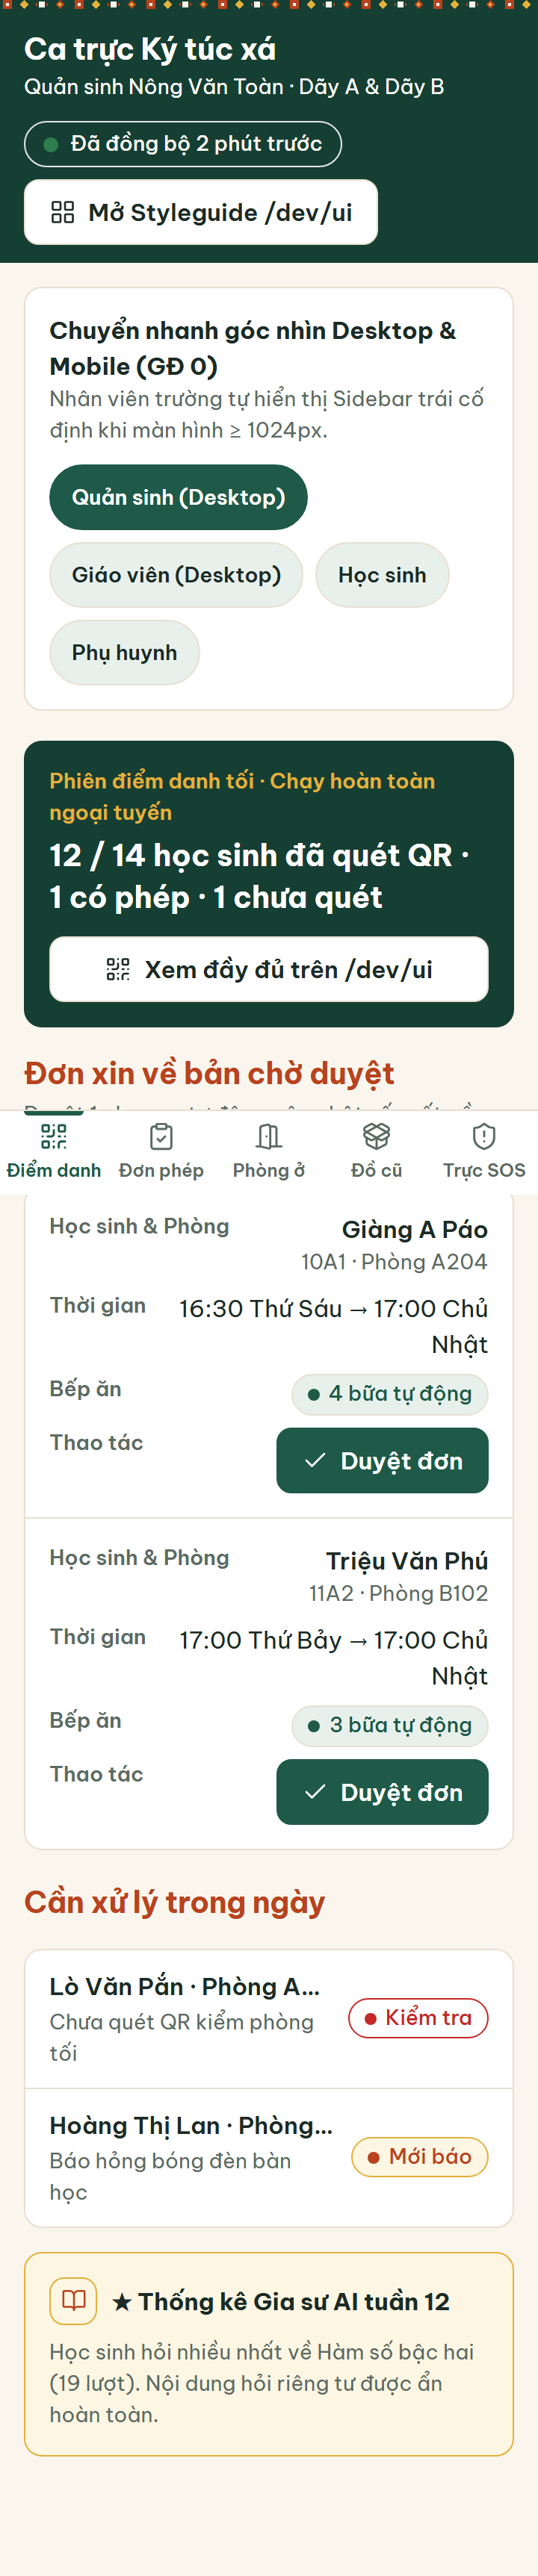 Ca trực Ký túc xá
Quản sinh Nông Văn Toàn · Dãy A & Dãy B
Đã đồng bộ 2 phút trước
Mở Styleguide /dev/ui
Chuyển nhanh góc nhìn Desktop &
Mobile (GĐ 0)
Nhân viên trường tự hiển thị Sidebar trái cố
định khi màn hình ≥ 1024px.
Quản sinh (Desktop)
Giáo viên (Desktop)
Học sinh
Phụ huynh
Phiên điểm danh tối · Chạy hoàn toàn
ngoại tuyến
12 / 14 học sinh đã quét QR ·
1 có phép · 1 chưa quét
Xem đầy đủ trên /dev/ui
Đơn xin về bản chờ duyệt
Điểm danh
Đơn phép
Phòng ở
Đồ cũ
Trực SOS
Học sinh & Phòng
Giàng A Páo
10A1 · Phòng A204
Thời gian
16:30 Thứ Sáu → 17:00 Chủ
Nhật
Bếp ăn
4 bữa tự động
Thao tác
Duyệt đơn
Học sinh & Phòng
Triệu Văn Phú
11A2 · Phòng B102
Thời gian
17:00 Thứ Bảy → 17:00 Chủ
Nhật
Bếp ăn
3 bữa tự động
Thao tác
Duyệt đơn
Cần xử lý trong ngày
Lò Văn Pắn · Phòng A...
Chưa quét QR kiểm phòng
tối
Kiểm tra
Hoàng Thị Lan · Phòng...
Báo hỏng bóng đèn bàn
học
Mới báo
★ Thống kê Gia sư AI tuần 12
Học sinh hỏi nhiều nhất về Hàm số bậc hai
(19 lượt). Nội dung hỏi riêng tư được ẩn
hoàn toàn.